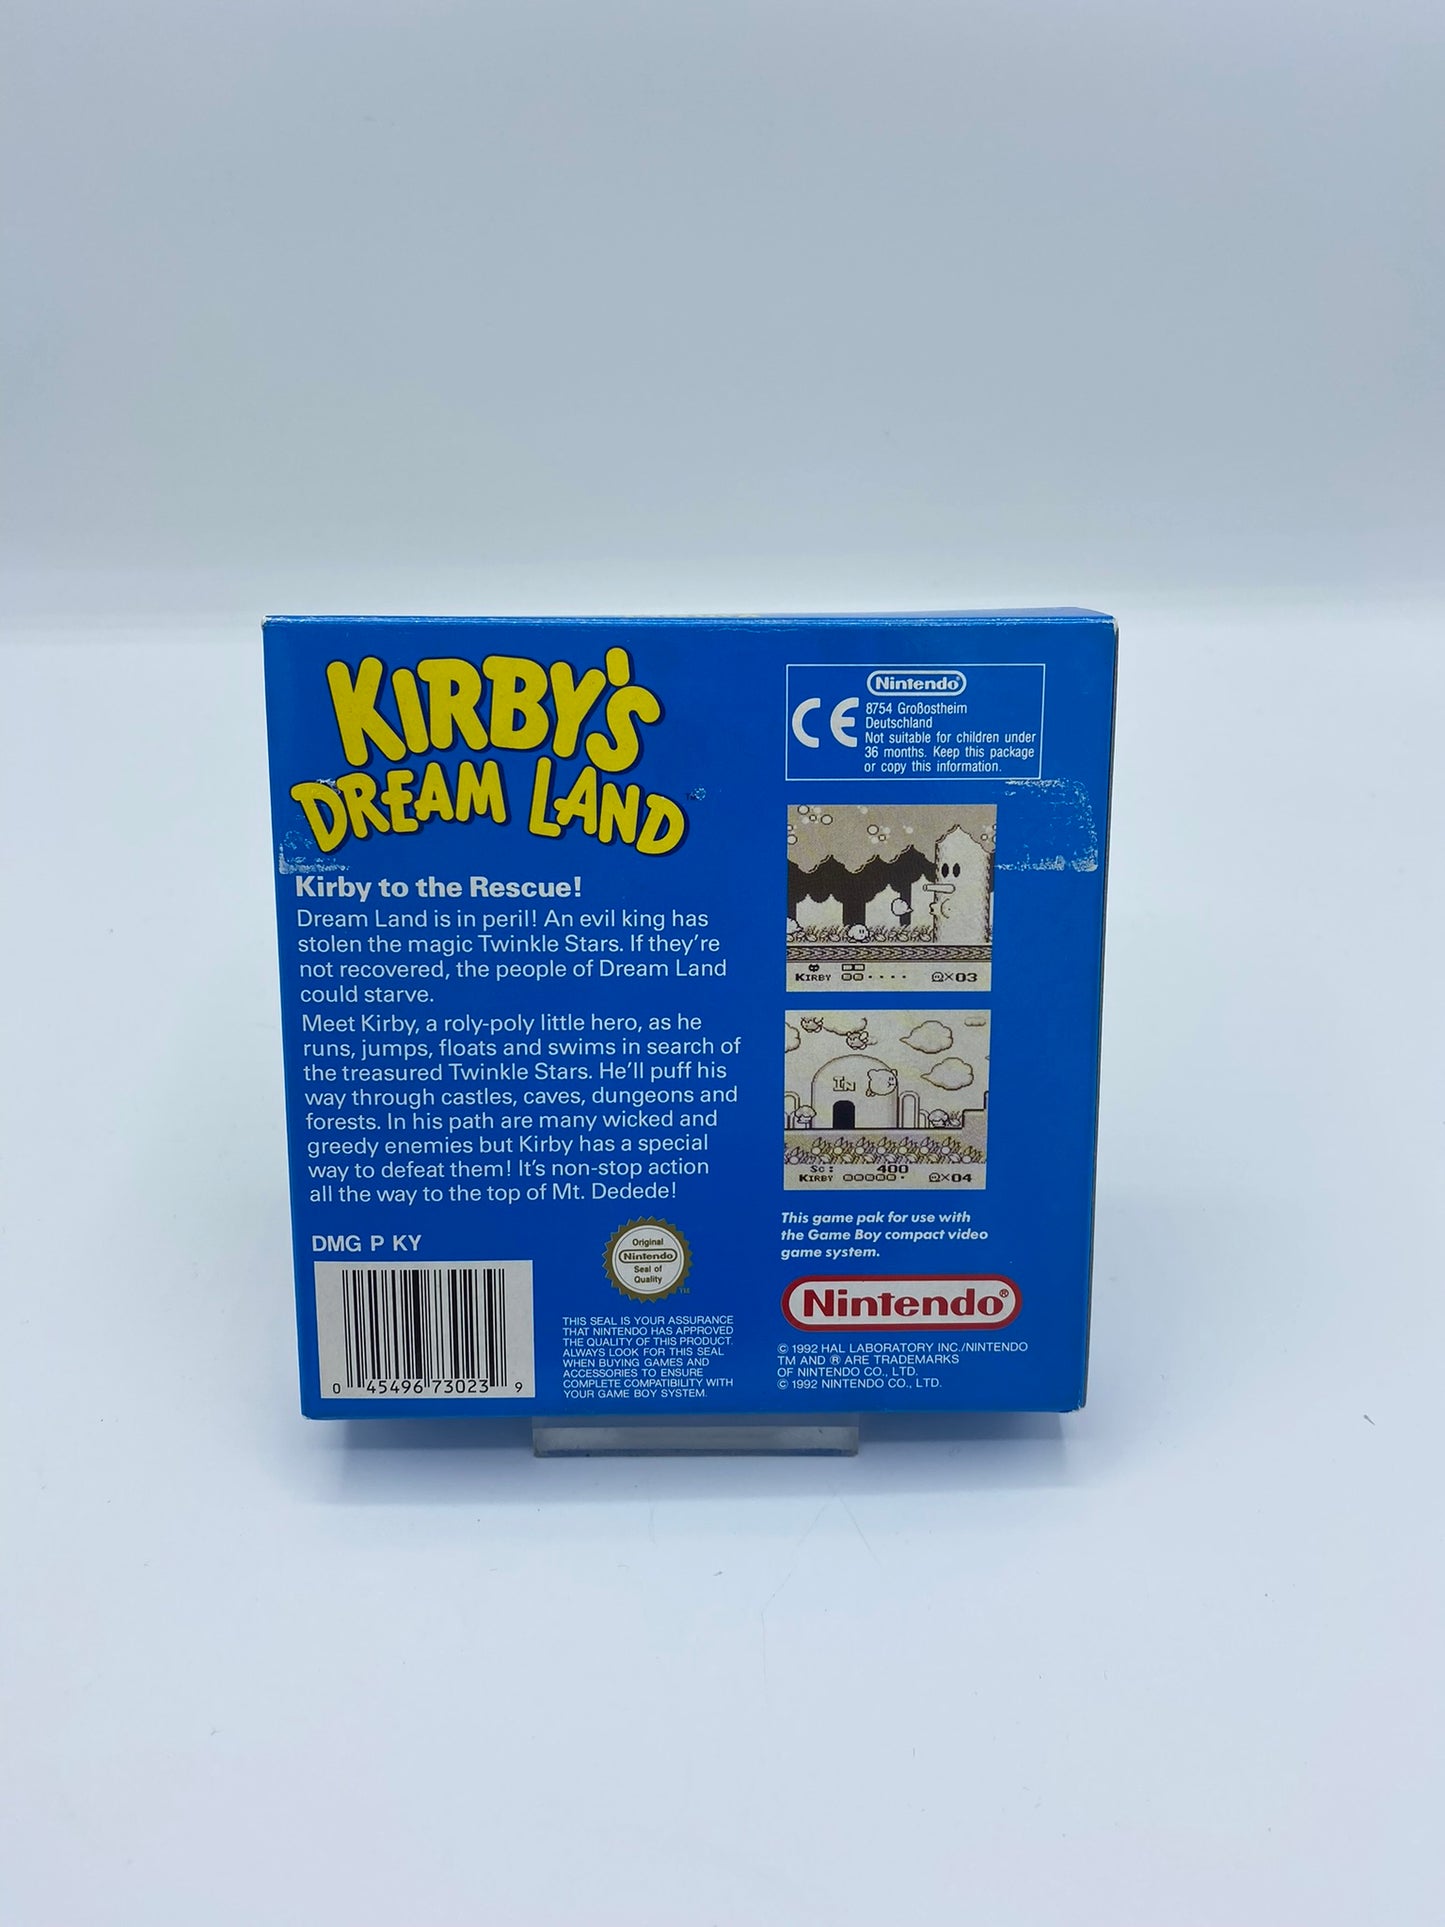 KIRBY'S
DREAM LAND
TM
Kirby to the Rescue!
Dream Land is in peril! An evil king has
stolen the magic Twinkle Stars. If they're
not recovered, the people of Dream Land
could starve.
Meet Kirby, a roly-poly little hero, as he
runs, jumps, floats and swims in search of
the treasured Twinkle Stars. He'll puff his
way through castles, caves, dungeons and
forests. In his path are many wicked and
greedy enemies but Kirby has a special
way to defeat them! It's non-stop action
all the way to the top of Mt. Dedede!
DMG P KY
0 45496 73023 9
Original
Nintendo
Seal of
Quality
TM
THIS SEAL IS YOUR ASSURANCE
THAT NINTENDO HAS APPROVED
THE QUALITY OF THIS PRODUCT.
ALWAYS LOOK FOR THIS SEAL
WHEN BUYING GAMES AND
ACCESSORIES TO ENSURE
COMPLETE COMPATIBILITY WITH
YOUR GAME BOY SYSTEM.
CE
Nintendo®
8754 Großostheim
Deutschland
Not suitable for children under
36 months. Keep this package
or copy this information.
KIRBY ×03
IN
Sc: 400
KIRBY ×04
This game pak for use with
the Game Boy compact video
game system.
Nintendo®
© 1992 HAL LABORATORY INC./NINTENDO
TM AND ® ARE TRADEMARKS
OF NINTENDO CO., LTD.
© 1992 NINTENDO CO., LTD.